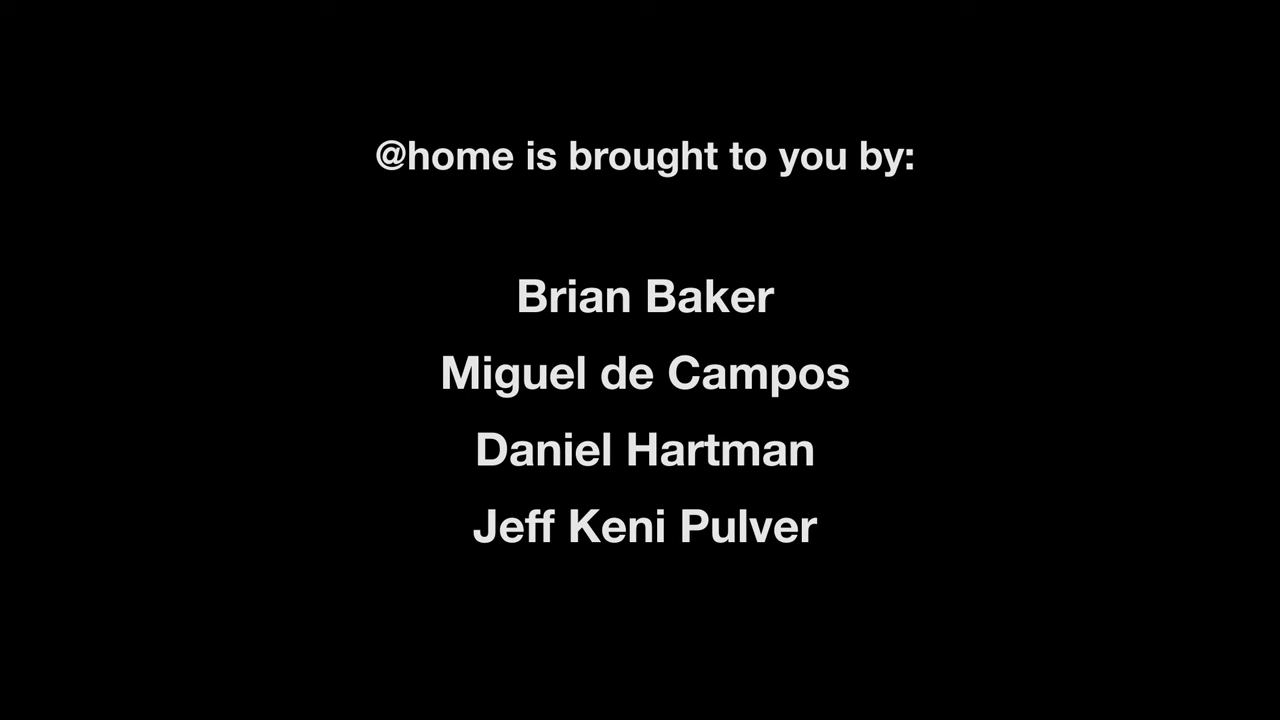 @home is brought to you by:
Brian Baker
Miguel de Campos
Daniel Hartman
Jeff Keni Pulver